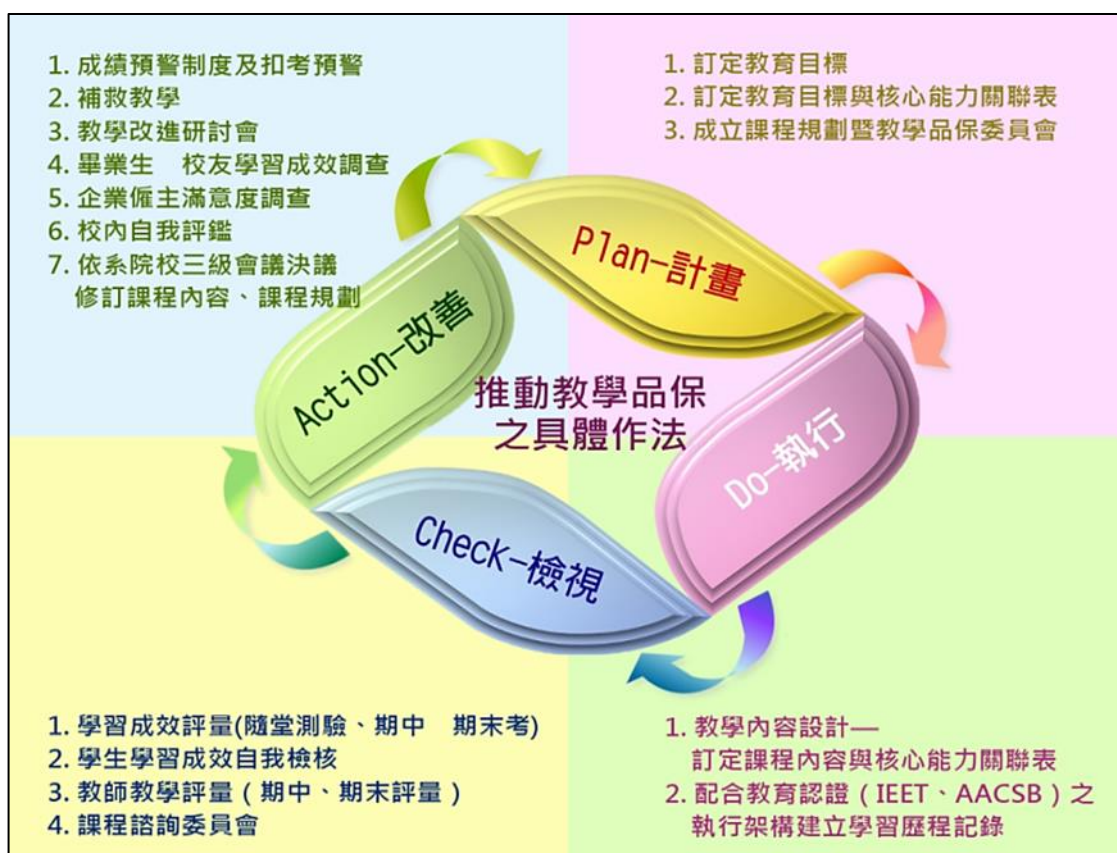 1. 成績預警制度及扣考預警
2. 補救教學
3. 教學改進研討會
4. 畢業生　校友學習成效調查
5. 企業僱主滿意度調查
6. 校內自我評鑑
7. 依系院校三級會議決議
修訂課程內容、課程規劃
1. 訂定教育目標
2. 訂定教育目標與核心能力關聯表
3. 成立課程規劃暨教學品保委員會
Plan-計畫
Action-改善
推動教學品保
之具體作法
Do-執行
Check-檢視
1. 學習成效評量(隨堂測驗、期中　期末考)
2. 學生學習成效自我檢核
3. 教師教學評量（期中、期末評量）
4. 課程諮詢委員會
1. 教學內容設計—
訂定課程內容與核心能力關聯表
2. 配合教育認證（IEET、AACSB）之
執行架構建立學習歷程記錄